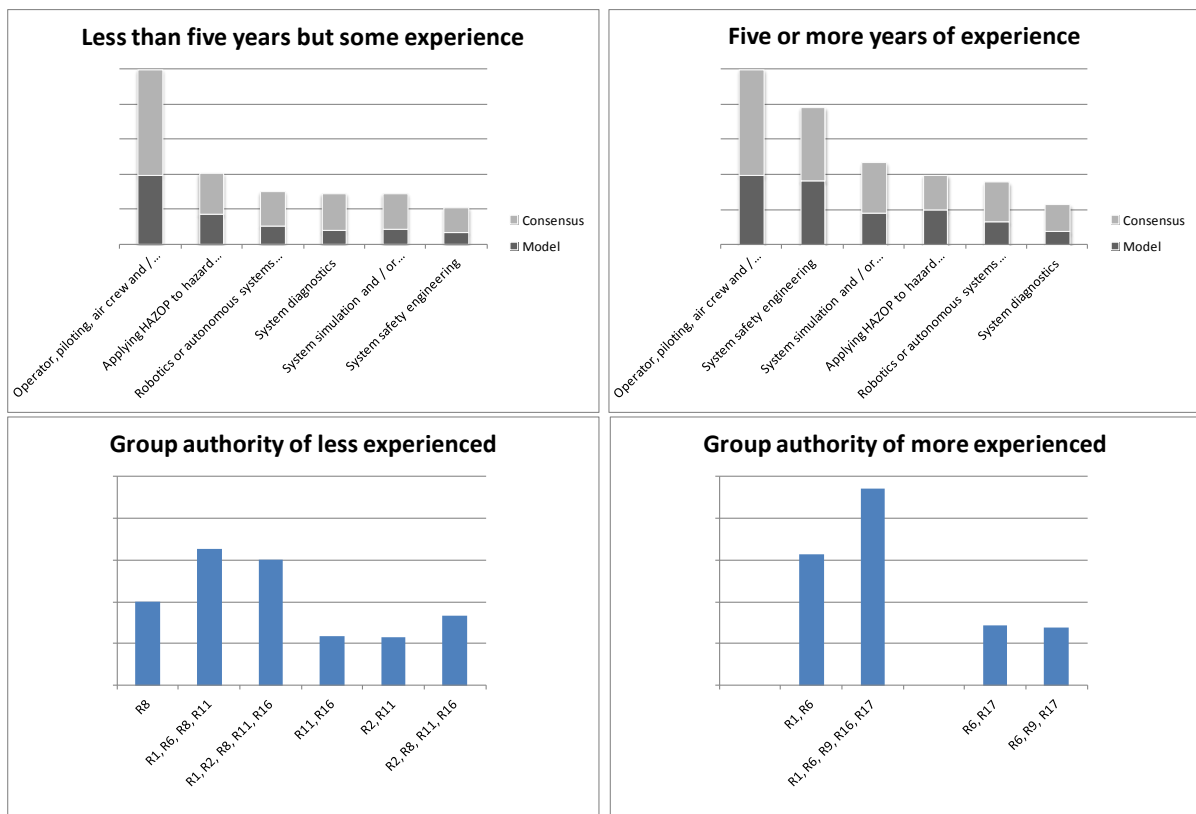 Less than five years but some experience
Consensus
Model
Operator, piloting, air crew and /...
Applying HAZOP to hazard...
Robotics or autonomous systems...
System diagnostics
System simulation and / or...
System safety engineering
Five or more years of experience
Consensus
Model
Operator, piloting, air crew and /...
System safety engineering
System simulation and / or...
Applying HAZOP to hazard...
Robotics or autonomous systems...
System diagnostics
Group authority of less experienced
R8
R1, R6, R8, R11
R1, R2, R8, R11, R16
R11, R16
R2, R11
R2, R8, R11, R16
Group authority of more experienced
R1, R6
R1, R6, R9, R16, R17
R6, R17
R6, R9, R17